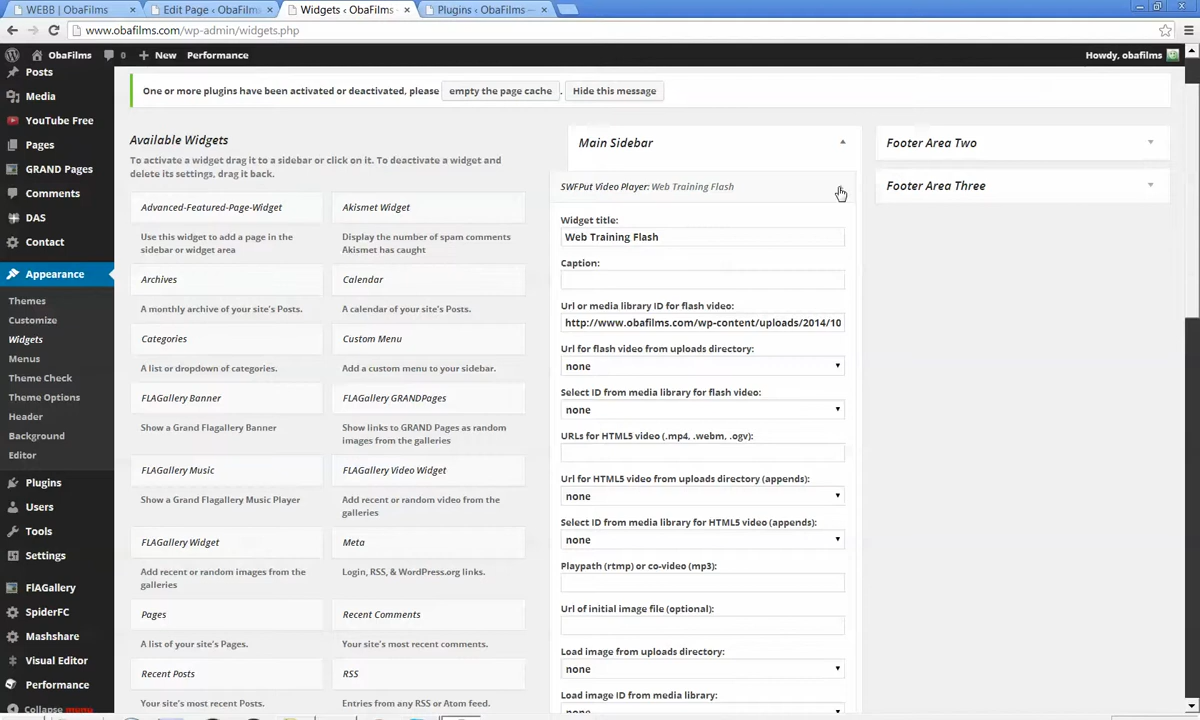 WEBB | ObaFilms
Edit Page ‹ ObaFilms
Widgets ‹ ObaFilms
Plugins ‹ ObaFilms
www.obafilms.com/wp-admin/widgets.php
ObaFilms
0
New
Performance
Howdy, obafilms
Posts
Media
YouTube Free
Pages
GRAND Pages
Comments
DAS
Contact
Appearance
Themes
Customize
Widgets
Menus
Theme Check
Theme Options
Header
Background
Editor
Plugins
Users
Tools
Settings
FlAGallery
SpiderFC
Mashshare
Visual Editor
Performance
Collapse menu
One or more plugins have been activated or deactivated, please empty the page cache . Hide this message
Available Widgets
To activate a widget drag it to a sidebar or click on it. To deactivate a widget and
delete its settings, drag it back.
Advanced-Featured-Page-Widget
Use this widget to add a page in the
sidebar or widget area
Akismet Widget
Display the number of spam comments
Akismet has caught
Archives
A monthly archive of your site's Posts.
Calendar
A calendar of your site's Posts.
Categories
A list or dropdown of categories.
Custom Menu
Add a custom menu to your sidebar.
FLAGallery Banner
Show a Grand Flagallery Banner
FLAGallery GRANDPages
Show links to GRAND Pages as random
images from the galleries
FLAGallery Music
Show a Grand Flagallery Music Player
FLAGallery Video Widget
Add recent or random video from the
galleries
FLAGallery Widget
Add recent or random images from the
galleries
Meta
Login, RSS, & WordPress.org links.
Pages
A list of your site's Pages.
Recent Comments
Your site's most recent comments.
Recent Posts
Your site's most recent Posts.
RSS
Entries from any RSS or Atom feed.
Main Sidebar
SWFPut Video Player: Web Training Flash
Widget title:
Web Training Flash
Caption:
Url or media library ID for flash video:
http://www.obafilms.com/wp-content/uploads/2014/10
Url for flash video from uploads directory:
none
Select ID from media library for flash video:
none
URLs for HTML5 video (.mp4, .webm, .ogv):
Url for HTML5 video from uploads directory (appends):
none
Select ID from media library for HTML5 video (appends):
none
Playpath (rtmp) or co-video (mp3):
Url of initial image file (optional):
Load image from uploads directory:
none
Load image ID from media library:
none
Footer Area Two
Footer Area Three